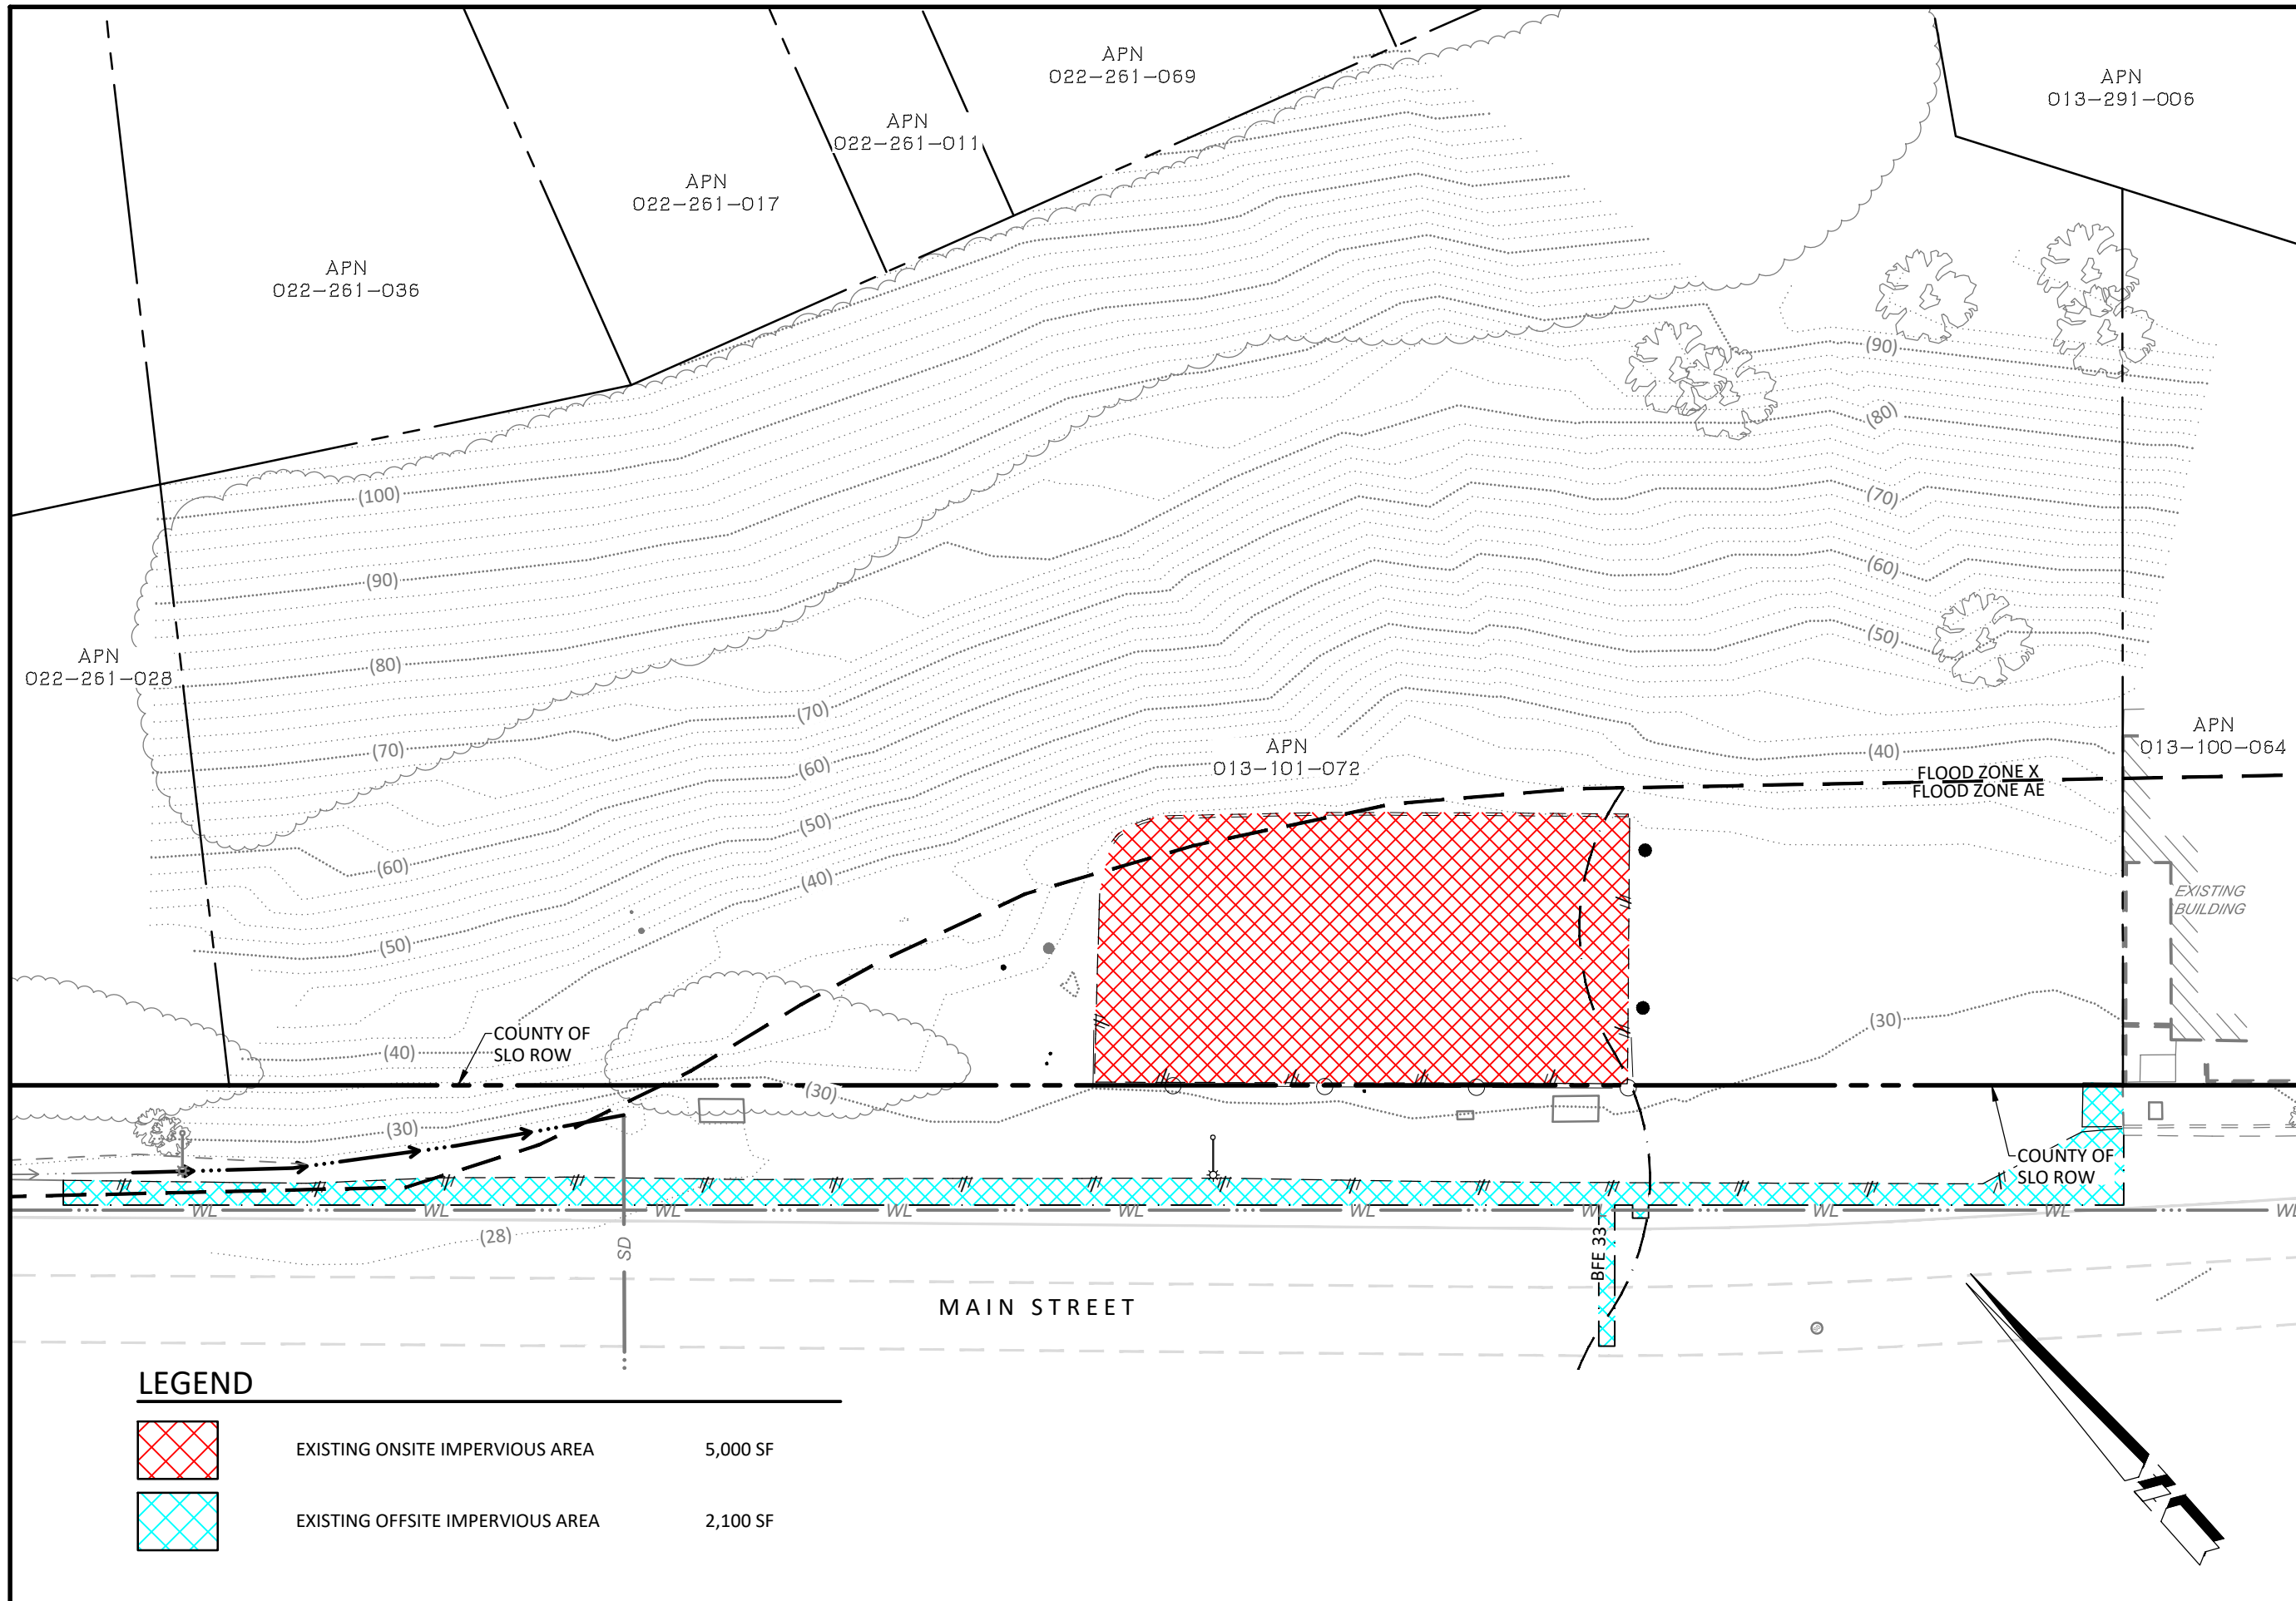 APN
022-261-069
APN
013-291-006
APN
022-261-011
APN
022-261-017
APN
022-261-036
(90)
(80)
(100)
(70)
(90)
(60)
(50)
APN
022-261-028
(80)
(70)
(70)
APN
013-100-064
APN
013-101-072
(40)
(60)
FLOOD ZONE X
FLOOD ZONE AE
(50)
(60)
(40)
EXISTING
BUILDING
(50)
(30)
COUNTY OF
SLO ROW
(40)
(30)
(30)
COUNTY OF
SLO ROW
WL WL WL WL WL WL WL WL WL WL
(28)
SD
BFE 33
MAIN STREET
LEGEND
EXISTING ONSITE IMPERVIOUS AREA 5,000 SF
EXISTING OFFSITE IMPERVIOUS AREA 2,100 SF